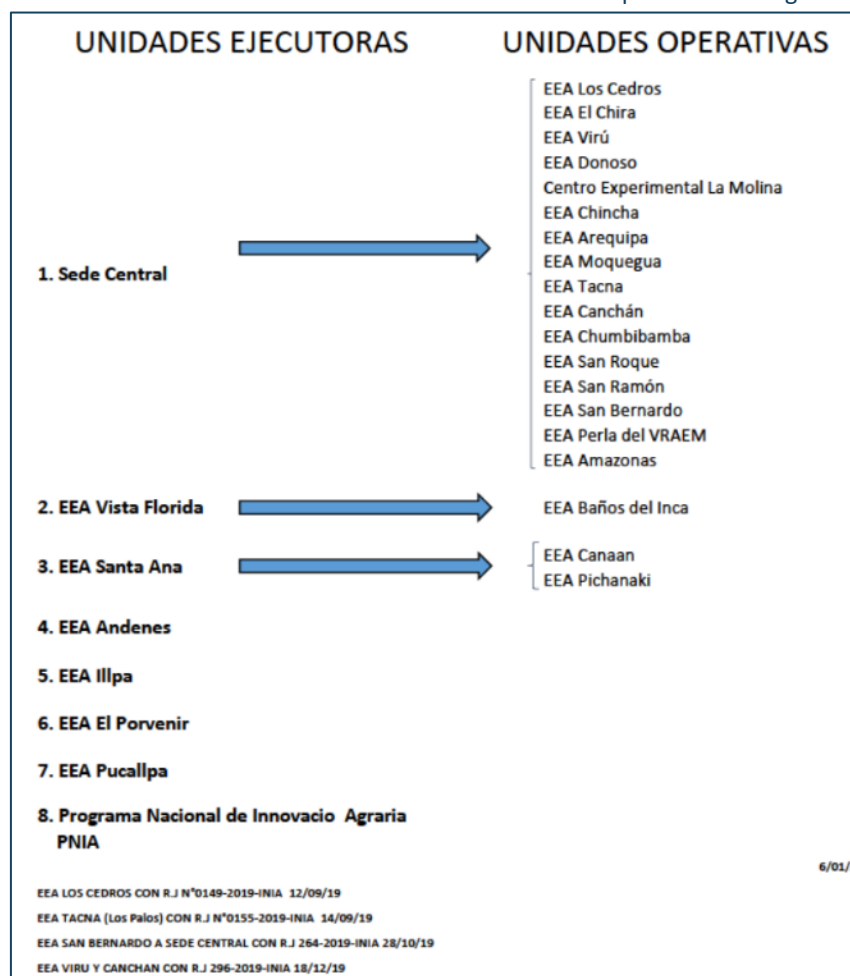 UNIDADES EJECUTORAS
UNIDADES OPERATIVAS
EEA Los Cedros
EEA El Chira
EEA Virú
EEA Donoso
Centro Experimental La Molina
EEA Chincha
EEA Arequipa
EEA Moquegua
EEA Tacna
EEA Canchán
EEA Chumbibamba
EEA San Roque
EEA San Ramón
EEA San Bernardo
EEA Perla del VRAEM
EEA Amazonas
1. Sede Central
2. EEA Vista Florida
EEA Baños del Inca
3. EEA Santa Ana
EEA Canaan
EEA Pichanaki
4. EEA Andenes
5. EEA Illpa
6. EEA El Porvenir
7. EEA Pucallpa
8. Programa Nacional de Innovacio Agraria
PNIA
6/01/
EEA LOS CEDROS CON R.J N°0149-2019-INIA 12/09/19
EEA TACNA (Los Palos) CON R.J N°0155-2019-INIA 14/09/19
EEA SAN BERNARDO A SEDE CENTRAL CON R.J 264-2019-INIA 28/10/19
EEA VIRU Y CANCHAN CON R.J 296-2019-INIA 18/12/19